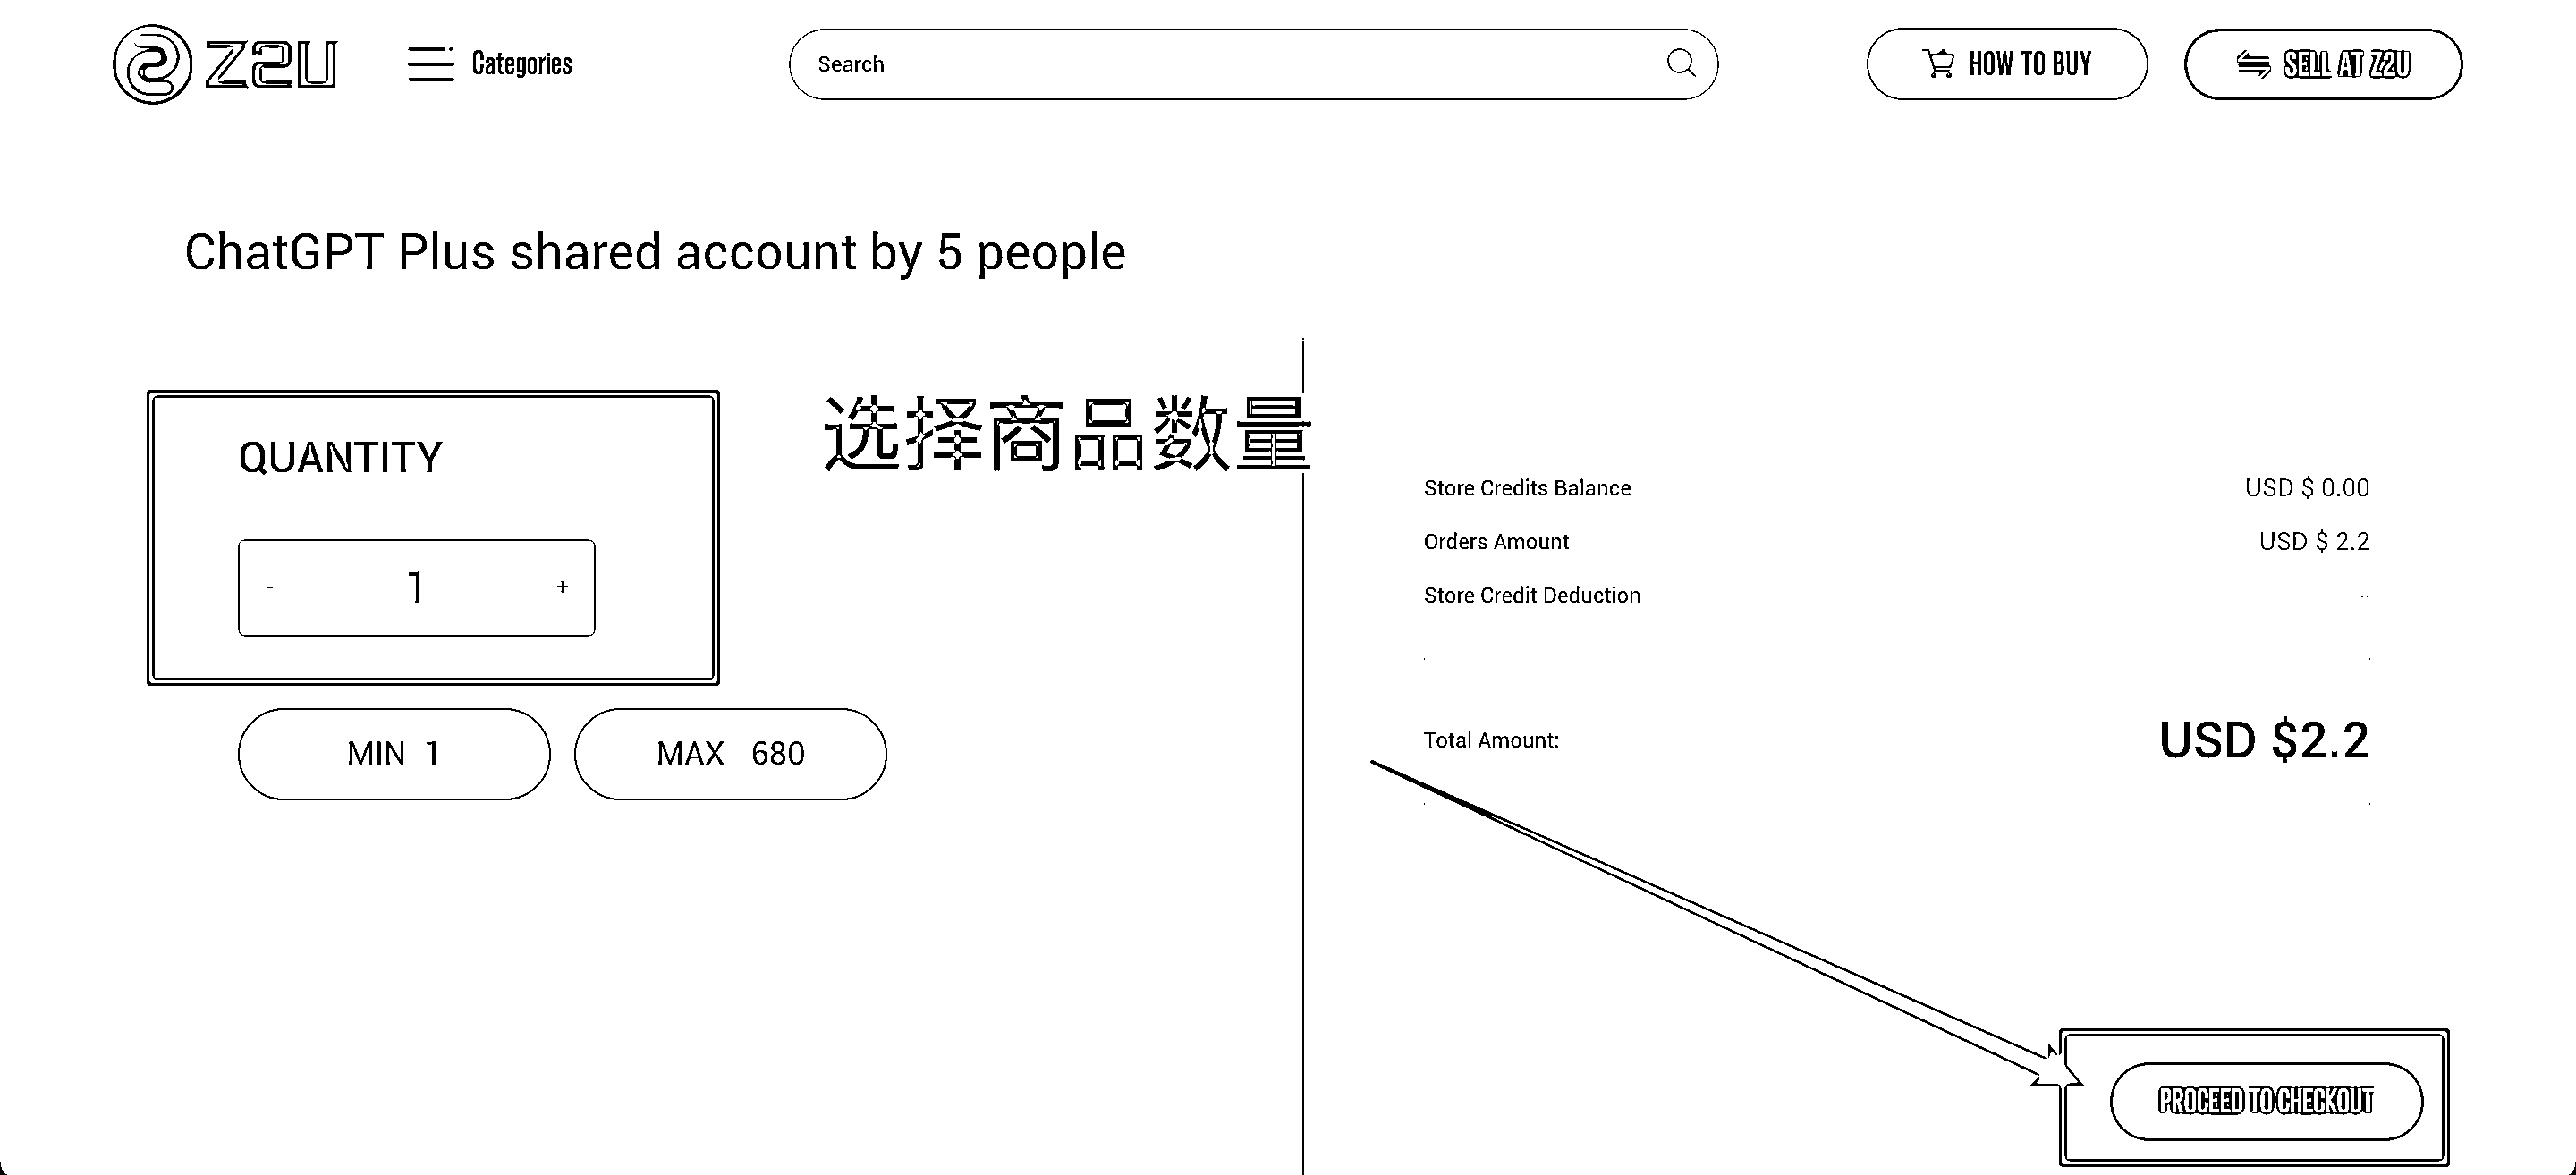 Z2U
Categories
Search
HOW TO BUY
SELL AT Z2U
ChatGPT Plus shared account by 5 people
选择商品数量
QUANTITY
- 1 +
MIN 1
MAX 680
Store Credits Balance USD $ 0.00
Orders Amount USD $ 2.2
Store Credit Deduction -
Total Amount: USD $2.2
PROCEED TO CHECKOUT